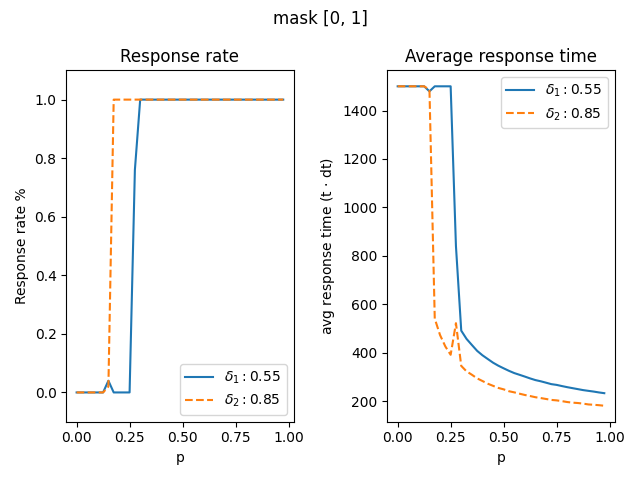 mask [0, 1]
Response rate
Response rate %
1.0
0.8
0.6
0.4
0.2
0.0
δ₁ : 0.55
δ₂ : 0.85
0.00 0.25 0.50 0.75 1.00
p
Average response time
avg response time (t · dt)
1400
1200
1000
800
600
400
200
δ₁ : 0.55
δ₂ : 0.85
0.00 0.25 0.50 0.75 1.00
p